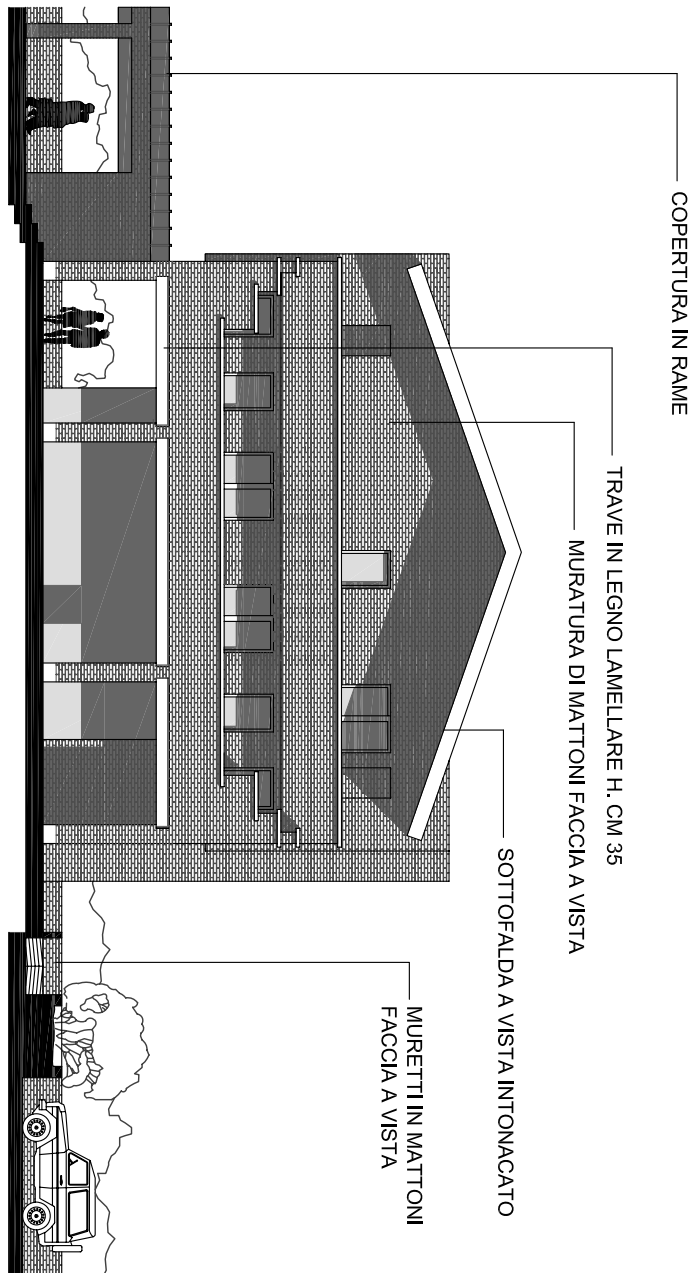 COPERTURA IN RAME
TRAVE IN LEGNO LAMELLARE H. CM 35
MURATURA DI MATTONI FACCIA A VISTA
SOTTOFALDA A VISTA INTONACATO
MURETTI IN MATTONI
FACCIA A VISTA